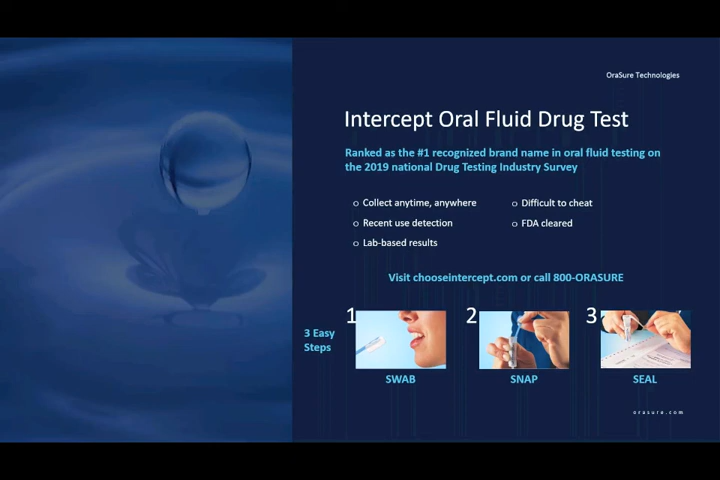 OraSure Technologies
Intercept Oral Fluid Drug Test
Ranked as the #1 recognized brand name in oral fluid testing on
the 2019 national Drug Testing Industry Survey
o Collect anytime, anywhere
o Recent use detection
o Lab-based results
o Difficult to cheat
o FDA cleared
Visit chooseintercept.com or call 800-ORASURE
3 Easy
Steps
1
SWAB
2
SNAP
3
SEAL
orasure.com